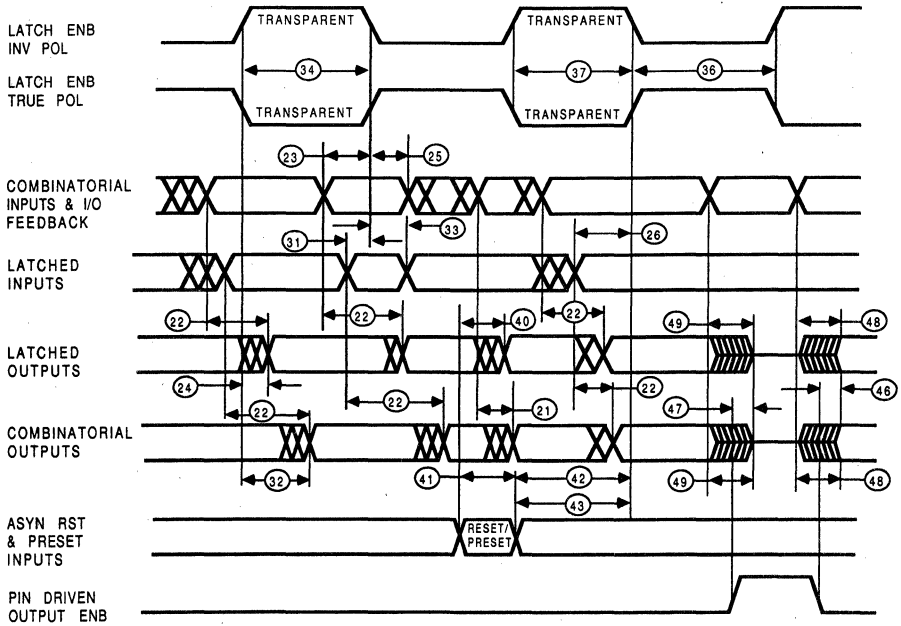 LATCH ENB
INV POL
TRANSPARENT
TRANSPARENT
34
37
36
LATCH ENB
TRUE POL
TRANSPARENT
TRANSPARENT
23
25
COMBINATORIAL
INPUTS & I/O
FEEDBACK
33
26
31
LATCHED
INPUTS
22
22
40
22
49
48
LATCHED
OUTPUTS
24
22
46
22
22
21
47
COMBINATORIAL
OUTPUTS
32
41
42
49
48
43
ASYN RST
& PRESET
INPUTS
RESET/
PRESET
PIN DRIVEN
OUTPUT ENB